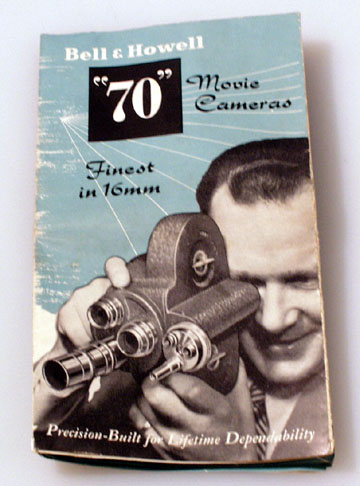 Bell & Howell
"70"
Movie
Cameras
Finest
in 16mm
Precision-Built for Lifetime Dependability